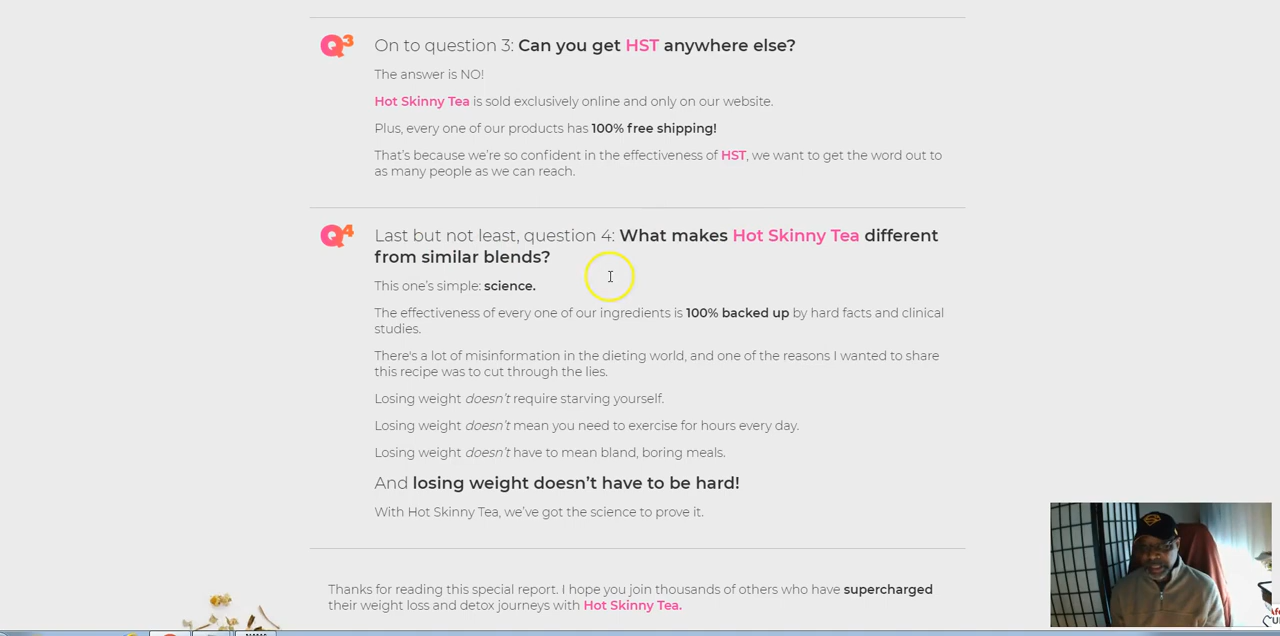 Q3
On to question 3: Can you get HST anywhere else?
The answer is NO!
Hot Skinny Tea is sold exclusively online and only on our website.
Plus, every one of our products has 100% free shipping!
That's because we're so confident in the effectiveness of HST, we want to get the word out to
as many people as we can reach.
Q4
Last but not least, question 4: What makes Hot Skinny Tea different
from similar blends?
This one's simple: science.
The effectiveness of every one of our ingredients is 100% backed up by hard facts and clinical
studies.
There's a lot of misinformation in the dieting world, and one of the reasons I wanted to share
this recipe was to cut through the lies.
Losing weight doesn't require starving yourself.
Losing weight doesn't mean you need to exercise for hours every day.
Losing weight doesn't have to mean bland, boring meals.
And losing weight doesn't have to be hard!
With Hot Skinny Tea, we've got the science to prove it.
Thanks for reading this special report. I hope you join thousands of others who have supercharged
their weight loss and detox journeys with Hot Skinny Tea.